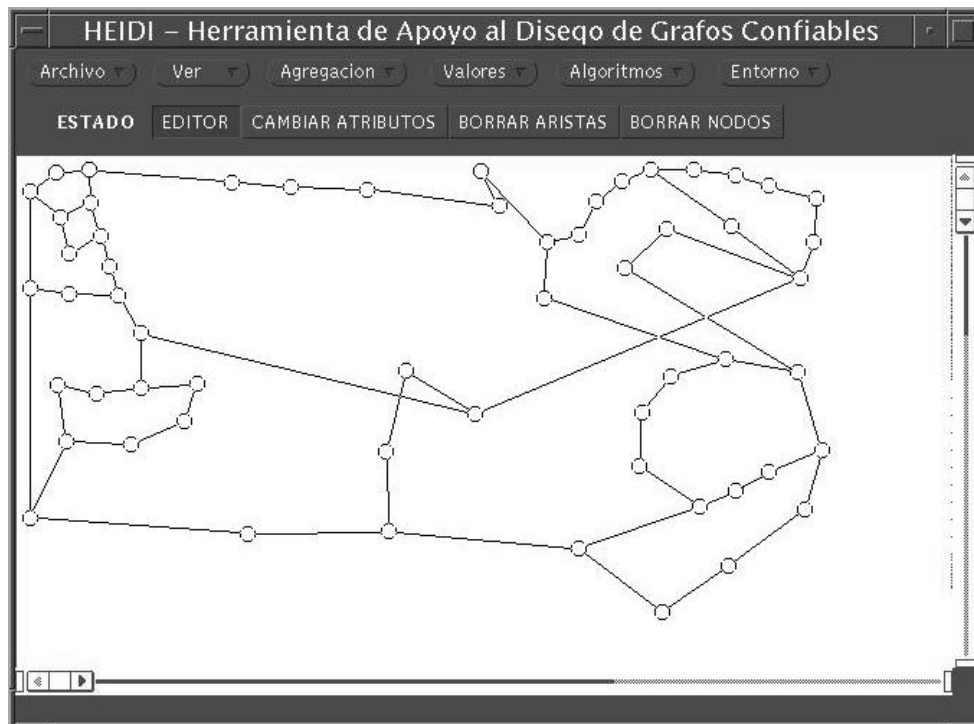 HEIDI – Herramienta de Apoyo al Diseqo de Grafos Confiables
Archivo Ver Agregacion Valores Algoritmos Entorno
ESTADO EDITOR CAMBIAR ATRIBUTOS BORRAR ARISTAS BORRAR NODOS